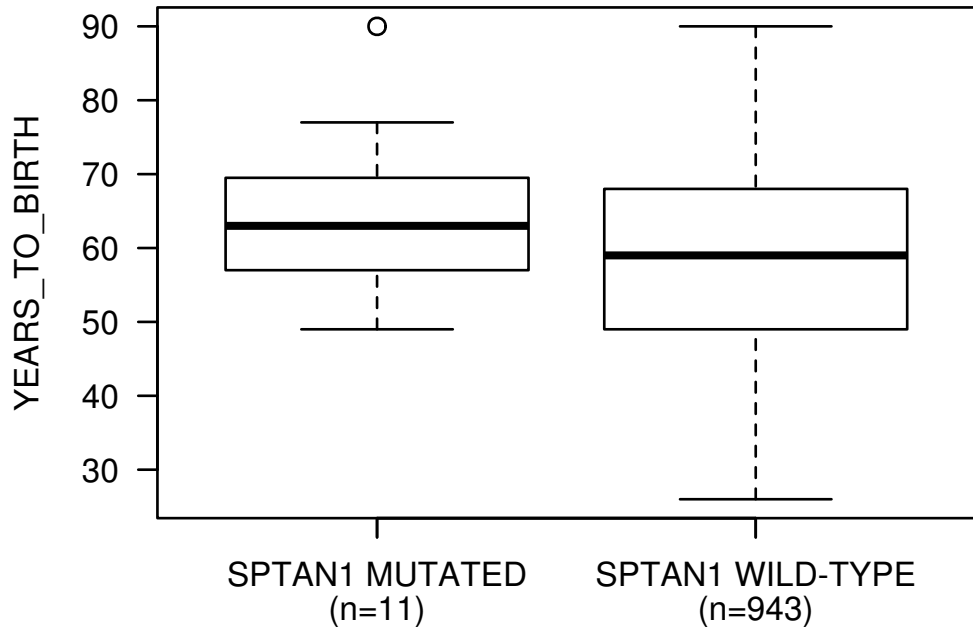 YEARS_TO_BIRTH
90
80
70
60
50
40
30
SPTAN1 MUTATED
(n=11)
SPTAN1 WILD-TYPE
(n=943)